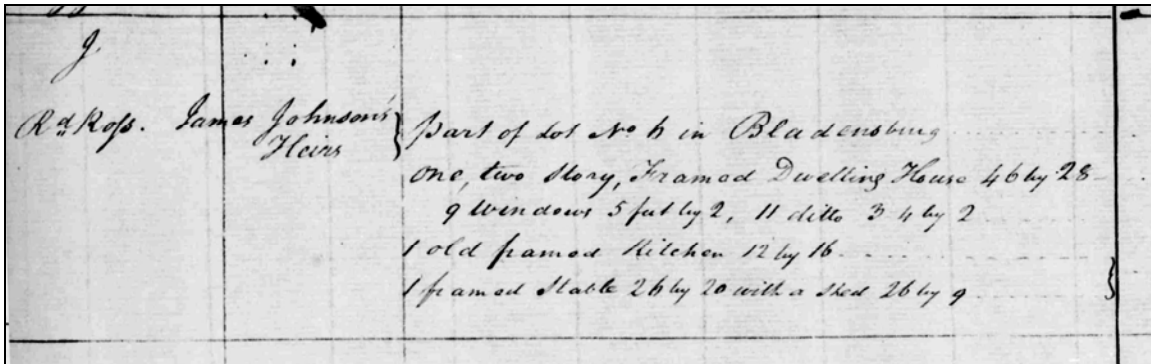 J.
Rd. Ross. James Johnson's Heirs } part of Lot No 6 in Bladensburg
One, two Story, Framed Dwelling House 46 by 28
9 Windows 5 feet by 2, 11 ditto 3 4 by 2
1 old framed Kitchen 12 by 16
1 framed Stable 26 by 20 with a Shed 26 by 9 }